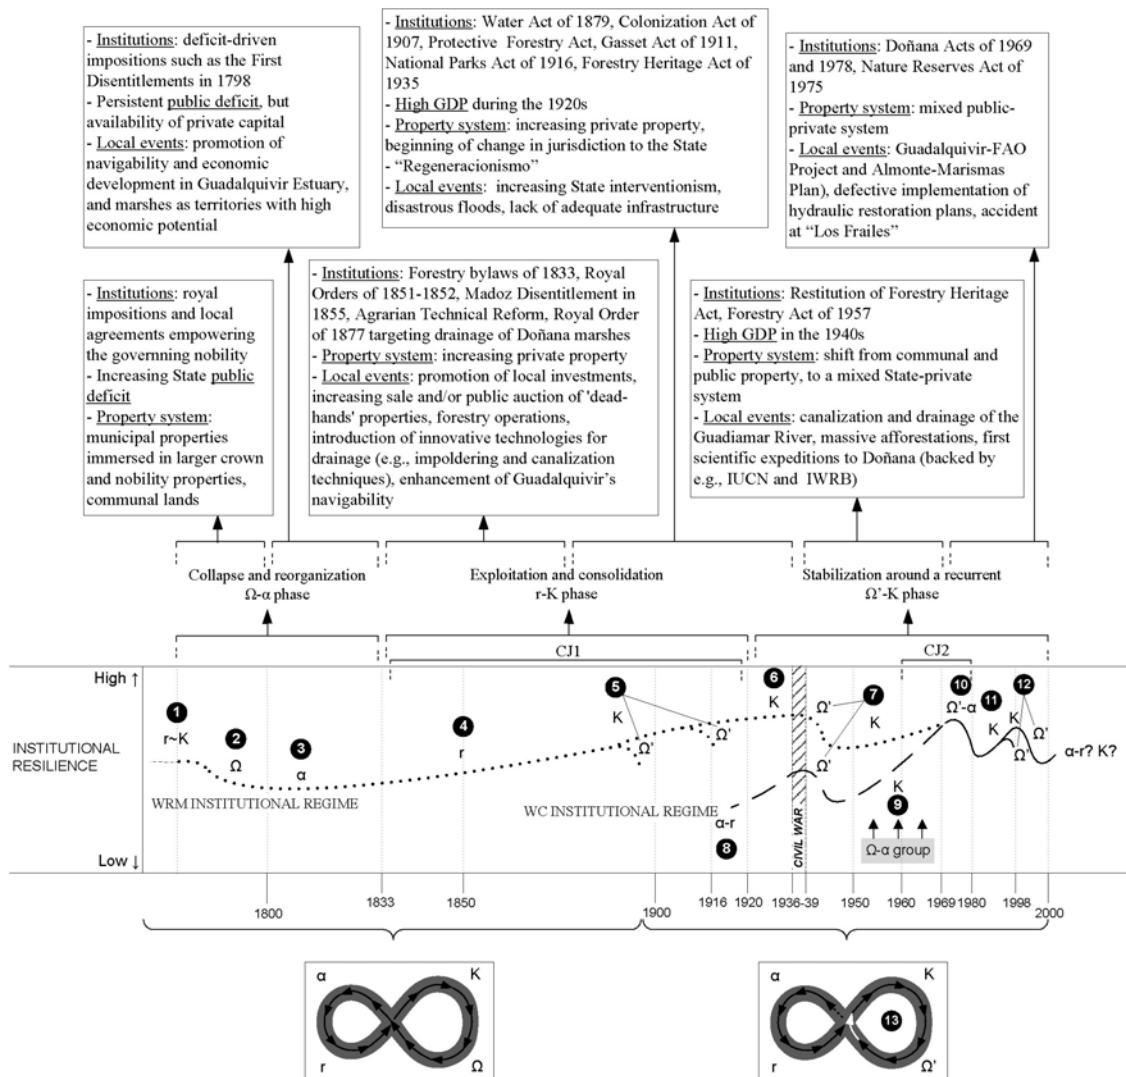 - Institutions: deficit-driven
impositions such as the First
Disentitlements in 1798
- Persistent public deficit, but
availability of private capital
- Local events: promotion of
navigability and economic
development in Guadalquivir Estuary,
and marshes as territories with high
economic potential
- Institutions: Water Act of 1879, Colonization Act of
1907, Protective Forestry Act, Gasset Act of 1911,
National Parks Act of 1916, Forestry Heritage Act of
1935
- High GDP during the 1920s
- Property system: increasing private property,
beginning of change in jurisdiction to the State
- “Regeneracionismo”
- Local events: increasing State interventionism,
disastrous floods, lack of adequate infrastructure
- Institutions: Doñana Acts of 1969
and 1978, Nature Reserves Act of
1975
- Property system: mixed public-
private system
- Local events: Guadalquivir-FAO
Project and Almonte-Marismas
Plan), defective implementation of
hydraulic restoration plans, accident
at “Los Frailes”
- Institutions: royal
impositions and local
agreements empowering
the governning nobility
- Increasing State public
deficit
- Property system:
municipal properties
immersed in larger crown
and nobility properties,
communal lands
- Institutions: Forestry bylaws of 1833, Royal
Orders of 1851-1852, Madoz Disentitlement in
1855, Agrarian Technical Reform, Royal Order
of 1877 targeting drainage of Doñana marshes
- Property system: increasing private property
- Local events: promotion of local investments,
increasing sale and/or public auction of 'dead-
hands' properties, forestry operations,
introduction of innovative technologies for
drainage (e.g., impoldering and canalization
techniques), enhancement of Guadalquivir’s
navigability
- Institutions: Restitution of Forestry Heritage
Act, Forestry Act of 1957
- High GDP in the 1940s
- Property system: shift from communal and
public property, to a mixed State-private
system
- Local events: canalization and drainage of the
Guadiamar River, massive afforestations, first
scientific expeditions to Doñana (backed by
e.g., IUCN and IWRB)
Collapse and reorganization
Ω-α phase
Exploitation and consolidation
r-K phase
Stabilization around a recurrent
Ω’-K phase
CJ1
CJ2
High ↑
INSTITUTIONAL
RESILIENCE
Low ↓
1
r~K
2
Ω
3
α
4
r
5
K
Ω’
Ω’
6
K
7
Ω’
K
Ω’
10
Ω’-α
11
K
12
K
Ω’
Ω’
α-r? K?
WRM INSTITUTIONAL REGIME
WC INSTITUTIONAL REGIME
α-r
8
CIVIL WAR
K
9
Ω-α group
1800
1833
1850
1900
1916
1920
1936-39
1950
1960
1969
1980
1998
2000
α
K
r
Ω
α
K
13
r
Ω’